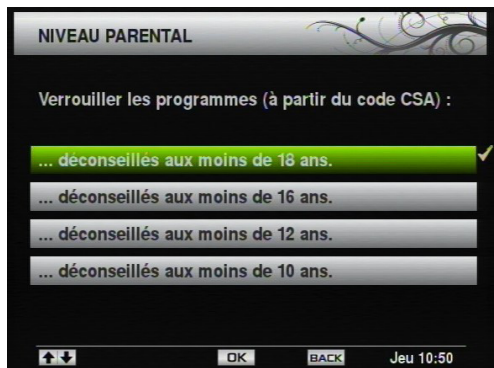 NIVEAU PARENTAL
Verrouiller les programmes (à partir du code CSA) :
... déconseillés aux moins de 18 ans.
... déconseillés aux moins de 16 ans.
... déconseillés aux moins de 12 ans.
... déconseillés aux moins de 10 ans.
OK BACK Jeu 10:50